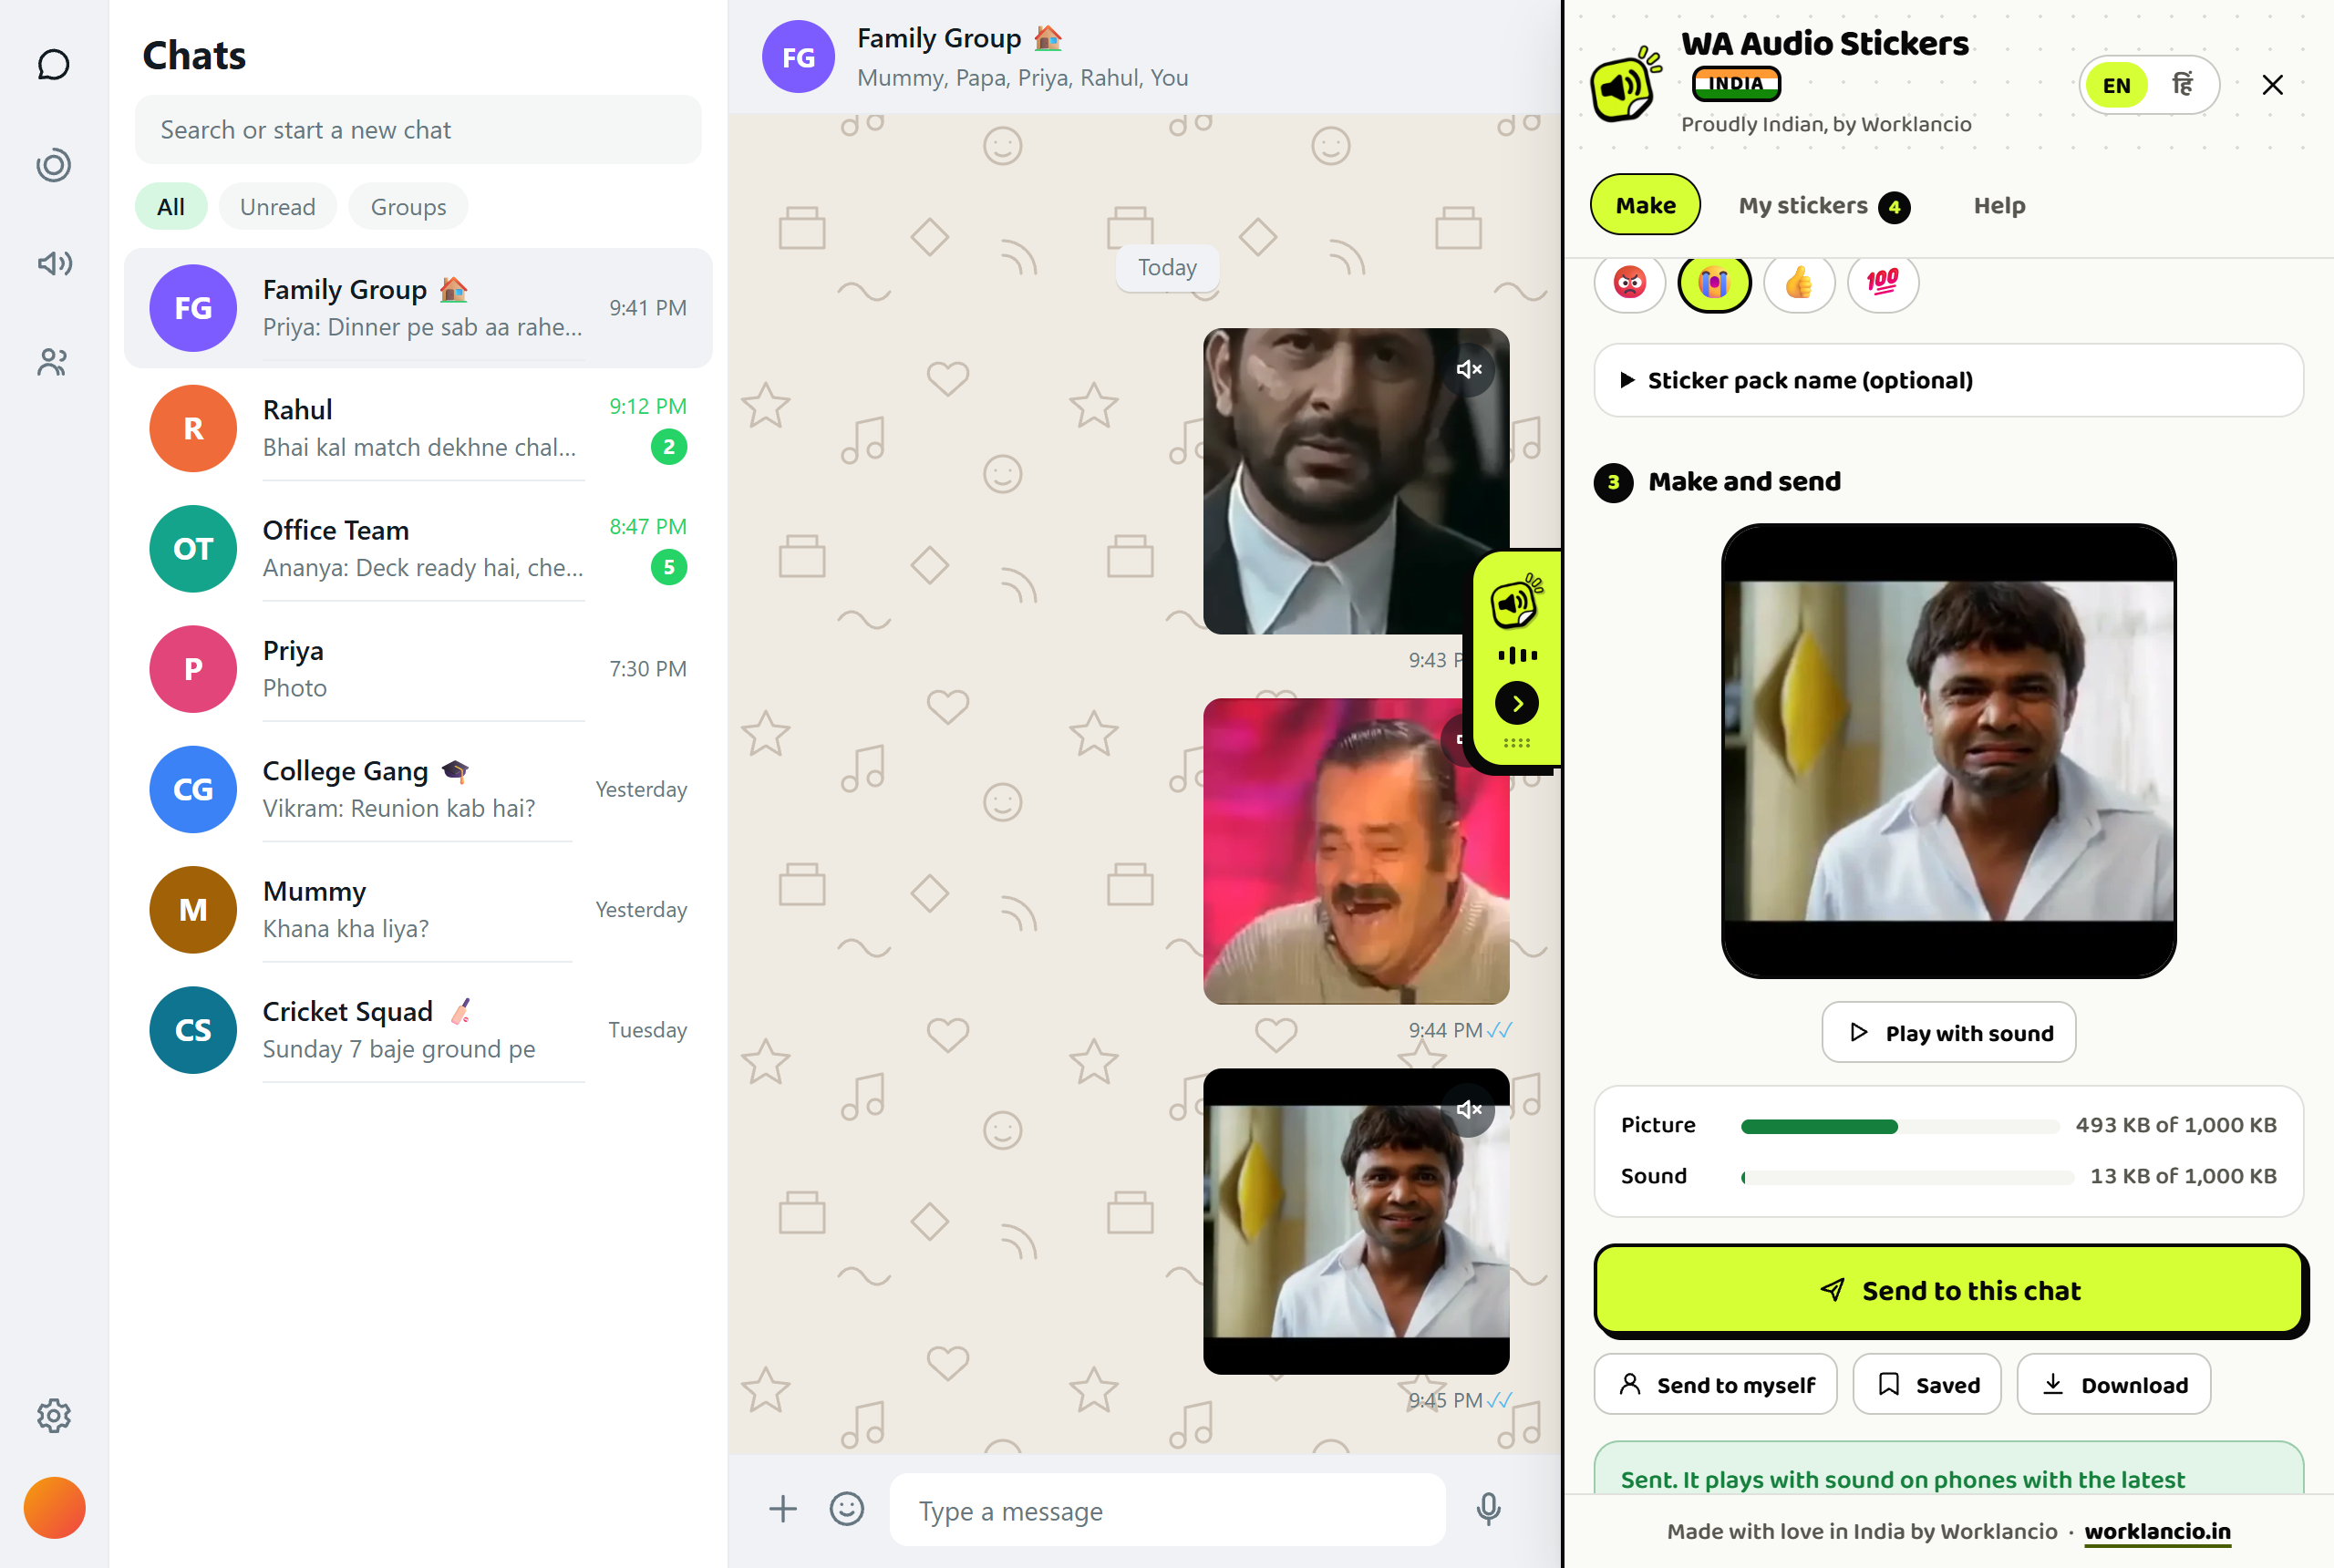 Chats
Search or start a new chat
All
Unread
Groups
FG
Family Group
9:41 PM
Priya: Dinner pe sab aa rahe...
R
Rahul
9:12 PM
Bhai kal match dekhne chal...
2
OT
Office Team
8:47 PM
Ananya: Deck ready hai, che...
5
P
Priya
7:30 PM
Photo
CG
College Gang
Yesterday
Vikram: Reunion kab hai?
M
Mummy
Yesterday
Khana kha liya?
CS
Cricket Squad
Tuesday
Sunday 7 baje ground pe
FG
Family Group
Mummy, Papa, Priya, Rahul, You
Today
9:43 P
9:44 PM
9:45 PM
Type a message
WA Audio Stickers
INDIA
Proudly Indian, by Worklancio
EN
हिं
Make
My stickers 4
Help
💯
Sticker pack name (optional)
3 Make and send
Play with sound
Picture 493 KB of 1,000 KB
Sound 13 KB of 1,000 KB
Send to this chat
Send to myself
Saved
Download
Sent. It plays with sound on phones with the latest
Made with love in India by Worklancio · worklancio.in